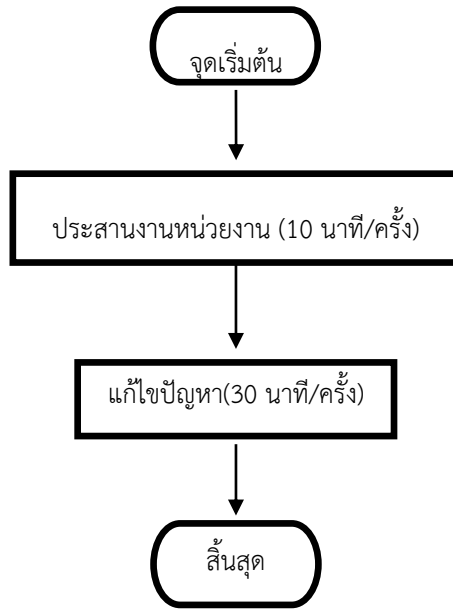 จุดเริ่มต้น
ประสานงานหน่วยงาน (10 นาที/ครั้ง)
แก้ไขปัญหา(30 นาที/ครั้ง)
สิ้นสุด